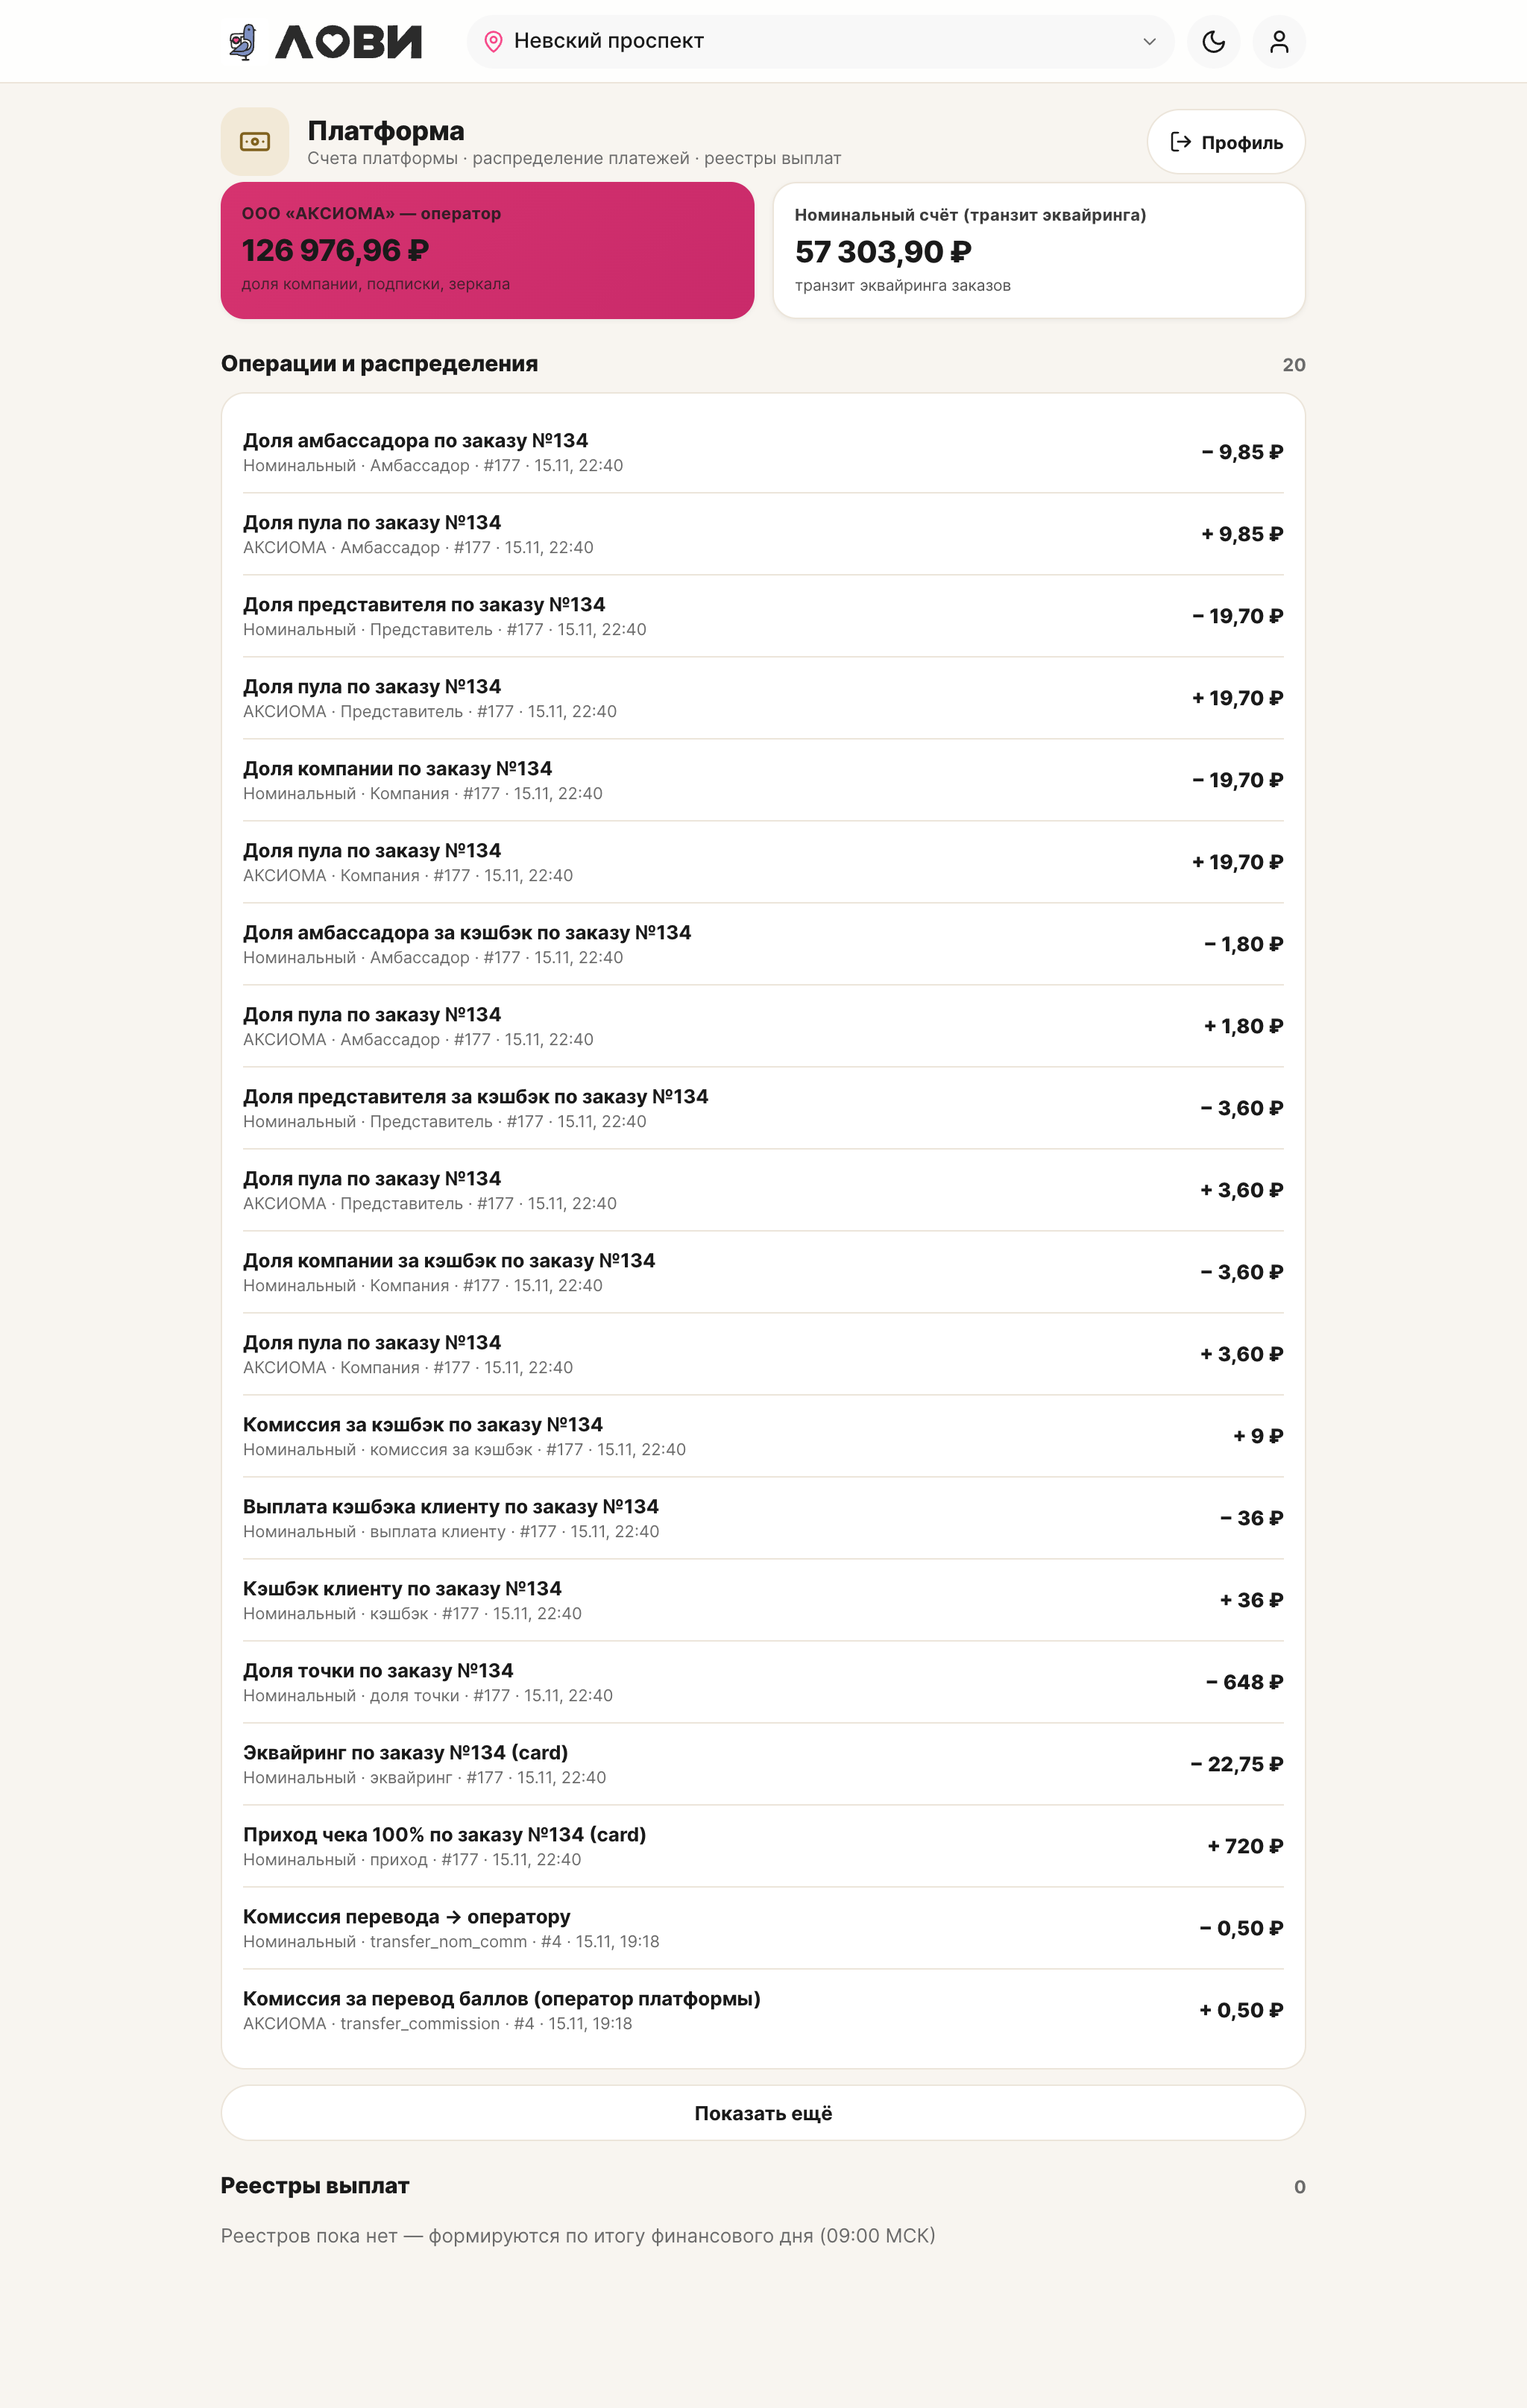 ЛОВИ
Невский проспект
Платформа
Счета платформы · распределение платежей · реестры выплат
Профиль
ООО «АКСИОМА» — оператор
126 976,96 ₽
доля компании, подписки, зеркала
Номинальный счёт (транзит эквайринга)
57 303,90 ₽
транзит эквайринга заказов
Операции и распределения
20
Доля амбассадора по заказу №134
Номинальный · Амбассадор · #177 · 15.11, 22:40
− 9,85 ₽
Доля пула по заказу №134
АКСИОМА · Амбассадор · #177 · 15.11, 22:40
+ 9,85 ₽
Доля представителя по заказу №134
Номинальный · Представитель · #177 · 15.11, 22:40
− 19,70 ₽
Доля пула по заказу №134
АКСИОМА · Представитель · #177 · 15.11, 22:40
+ 19,70 ₽
Доля компании по заказу №134
Номинальный · Компания · #177 · 15.11, 22:40
− 19,70 ₽
Доля пула по заказу №134
АКСИОМА · Компания · #177 · 15.11, 22:40
+ 19,70 ₽
Доля амбассадора за кэшбэк по заказу №134
Номинальный · Амбассадор · #177 · 15.11, 22:40
− 1,80 ₽
Доля пула по заказу №134
АКСИОМА · Амбассадор · #177 · 15.11, 22:40
+ 1,80 ₽
Доля представителя за кэшбэк по заказу №134
Номинальный · Представитель · #177 · 15.11, 22:40
− 3,60 ₽
Доля пула по заказу №134
АКСИОМА · Представитель · #177 · 15.11, 22:40
+ 3,60 ₽
Доля компании за кэшбэк по заказу №134
Номинальный · Компания · #177 · 15.11, 22:40
− 3,60 ₽
Доля пула по заказу №134
АКСИОМА · Компания · #177 · 15.11, 22:40
+ 3,60 ₽
Комиссия за кэшбэк по заказу №134
Номинальный · комиссия за кэшбэк · #177 · 15.11, 22:40
+ 9 ₽
Выплата кэшбэка клиенту по заказу №134
Номинальный · выплата клиенту · #177 · 15.11, 22:40
− 36 ₽
Кэшбэк клиенту по заказу №134
Номинальный · кэшбэк · #177 · 15.11, 22:40
+ 36 ₽
Доля точки по заказу №134
Номинальный · доля точки · #177 · 15.11, 22:40
− 648 ₽
Эквайринг по заказу №134 (card)
Номинальный · эквайринг · #177 · 15.11, 22:40
− 22,75 ₽
Приход чека 100% по заказу №134 (card)
Номинальный · приход · #177 · 15.11, 22:40
+ 720 ₽
Комиссия перевода → оператору
Номинальный · transfer_nom_comm · #4 · 15.11, 19:18
− 0,50 ₽
Комиссия за перевод баллов (оператор платформы)
АКСИОМА · transfer_commission · #4 · 15.11, 19:18
+ 0,50 ₽
Показать ещё
Реестры выплат
0
Реестров пока нет — формируются по итогу финансового дня (09:00 МСК)